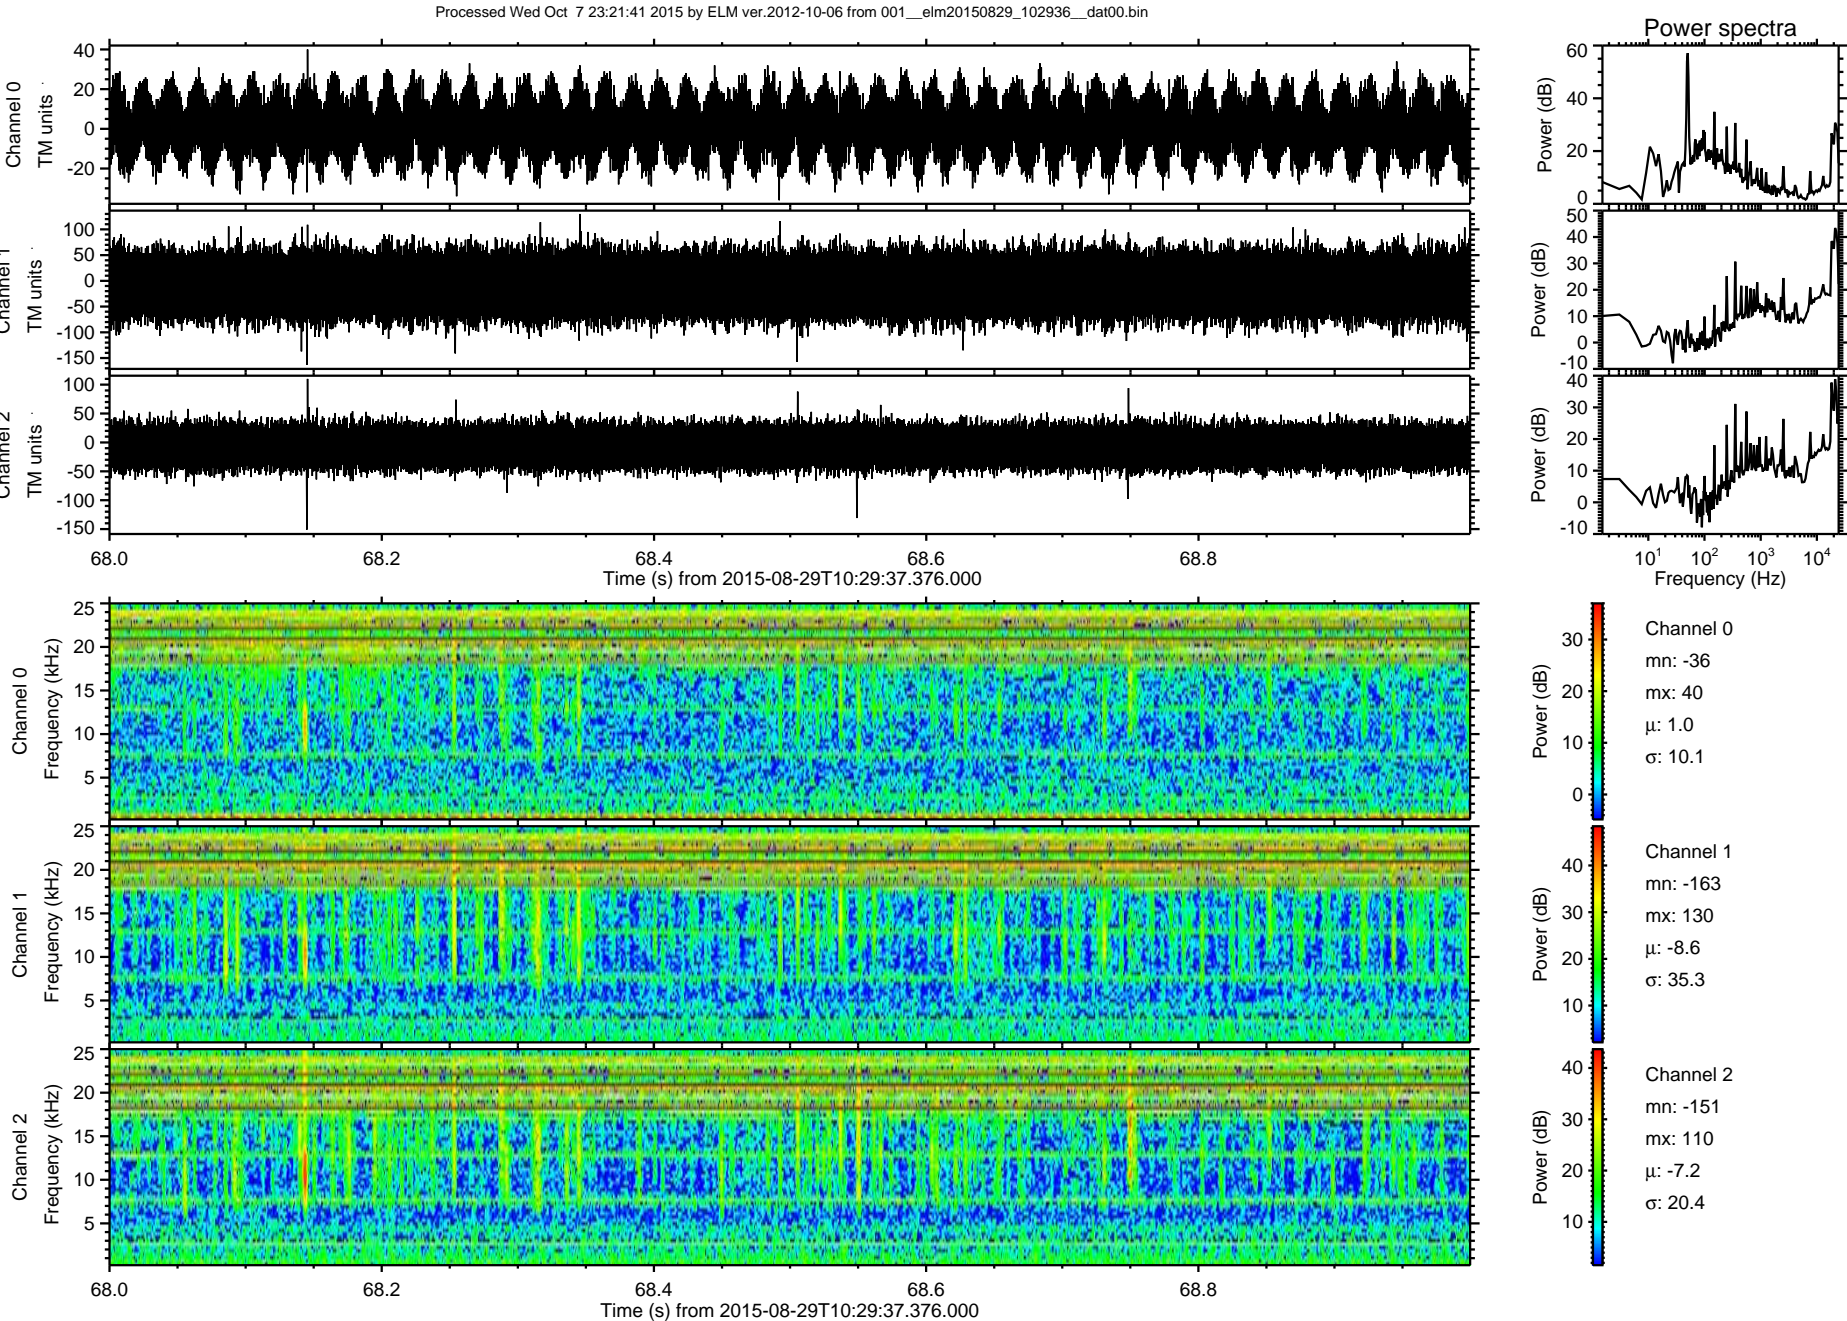 Processed Wed Oct 7 23:21:41 2015 by ELM ver.2012-10-06 from 001__elm20150829_102936__dat00.bin
Power spectra
Channel 0
TM units
40
20
0
-20
Power (dB)
60
40
20
0
Channel 1
TM units
100
50
0
-50
-100
-150
Power (dB)
50
40
30
20
10
0
-10
Channel 2
TM units
100
50
0
-50
-100
-150
Power (dB)
40
30
20
10
0
-10
68.0 68.2 68.4 68.6 68.8
Time (s) from 2015-08-29T10:29:37.376.000
10^1 10^2 10^3 10^4
Frequency (Hz)
Channel 0
Frequency (kHz)
25
20
15
10
5
Power (dB)
30
20
10
0
Channel 0
mn: -36
mx: 40
μ: 1.0
σ: 10.1
Channel 1
Frequency (kHz)
25
20
15
10
5
Power (dB)
40
30
20
10
Channel 1
mn: -163
mx: 130
μ: -8.6
σ: 35.3
Channel 2
Frequency (kHz)
25
20
15
10
5
Power (dB)
40
30
20
10
Channel 2
mn: -151
mx: 110
μ: -7.2
σ: 20.4
68.0 68.2 68.4 68.6 68.8
Time (s) from 2015-08-29T10:29:37.376.000